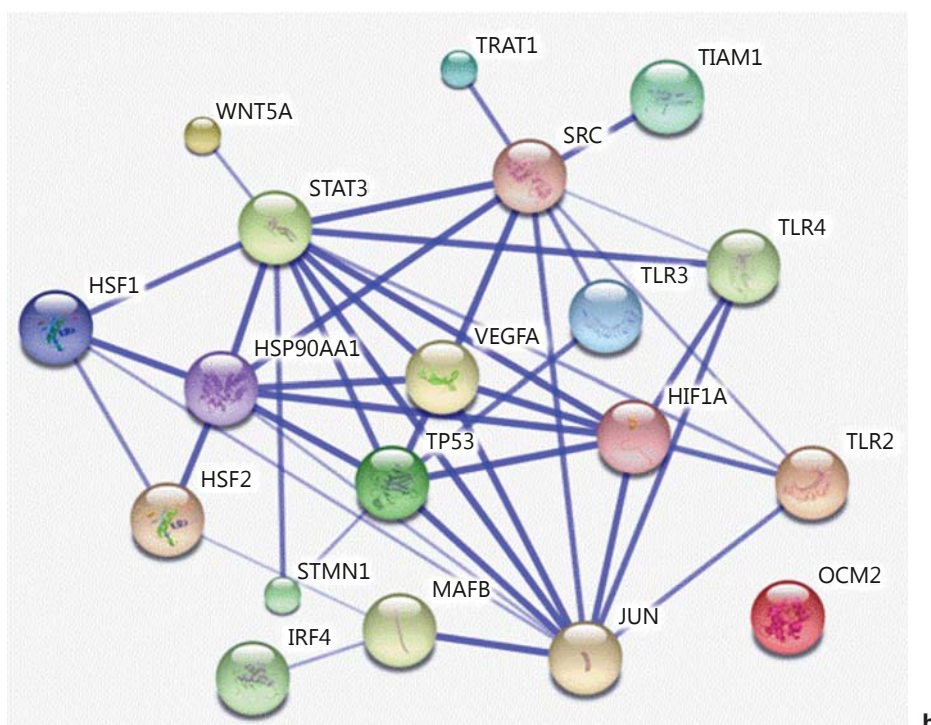 TRAT1
TIAM1
WNT5A
SRC
STAT3
TLR4
TLR3
HSF1
VEGFA
HSP90AA1
HIF1A
TP53
TLR2
HSF2
STMN1
OCM2
MAFB
JUN
IRF4